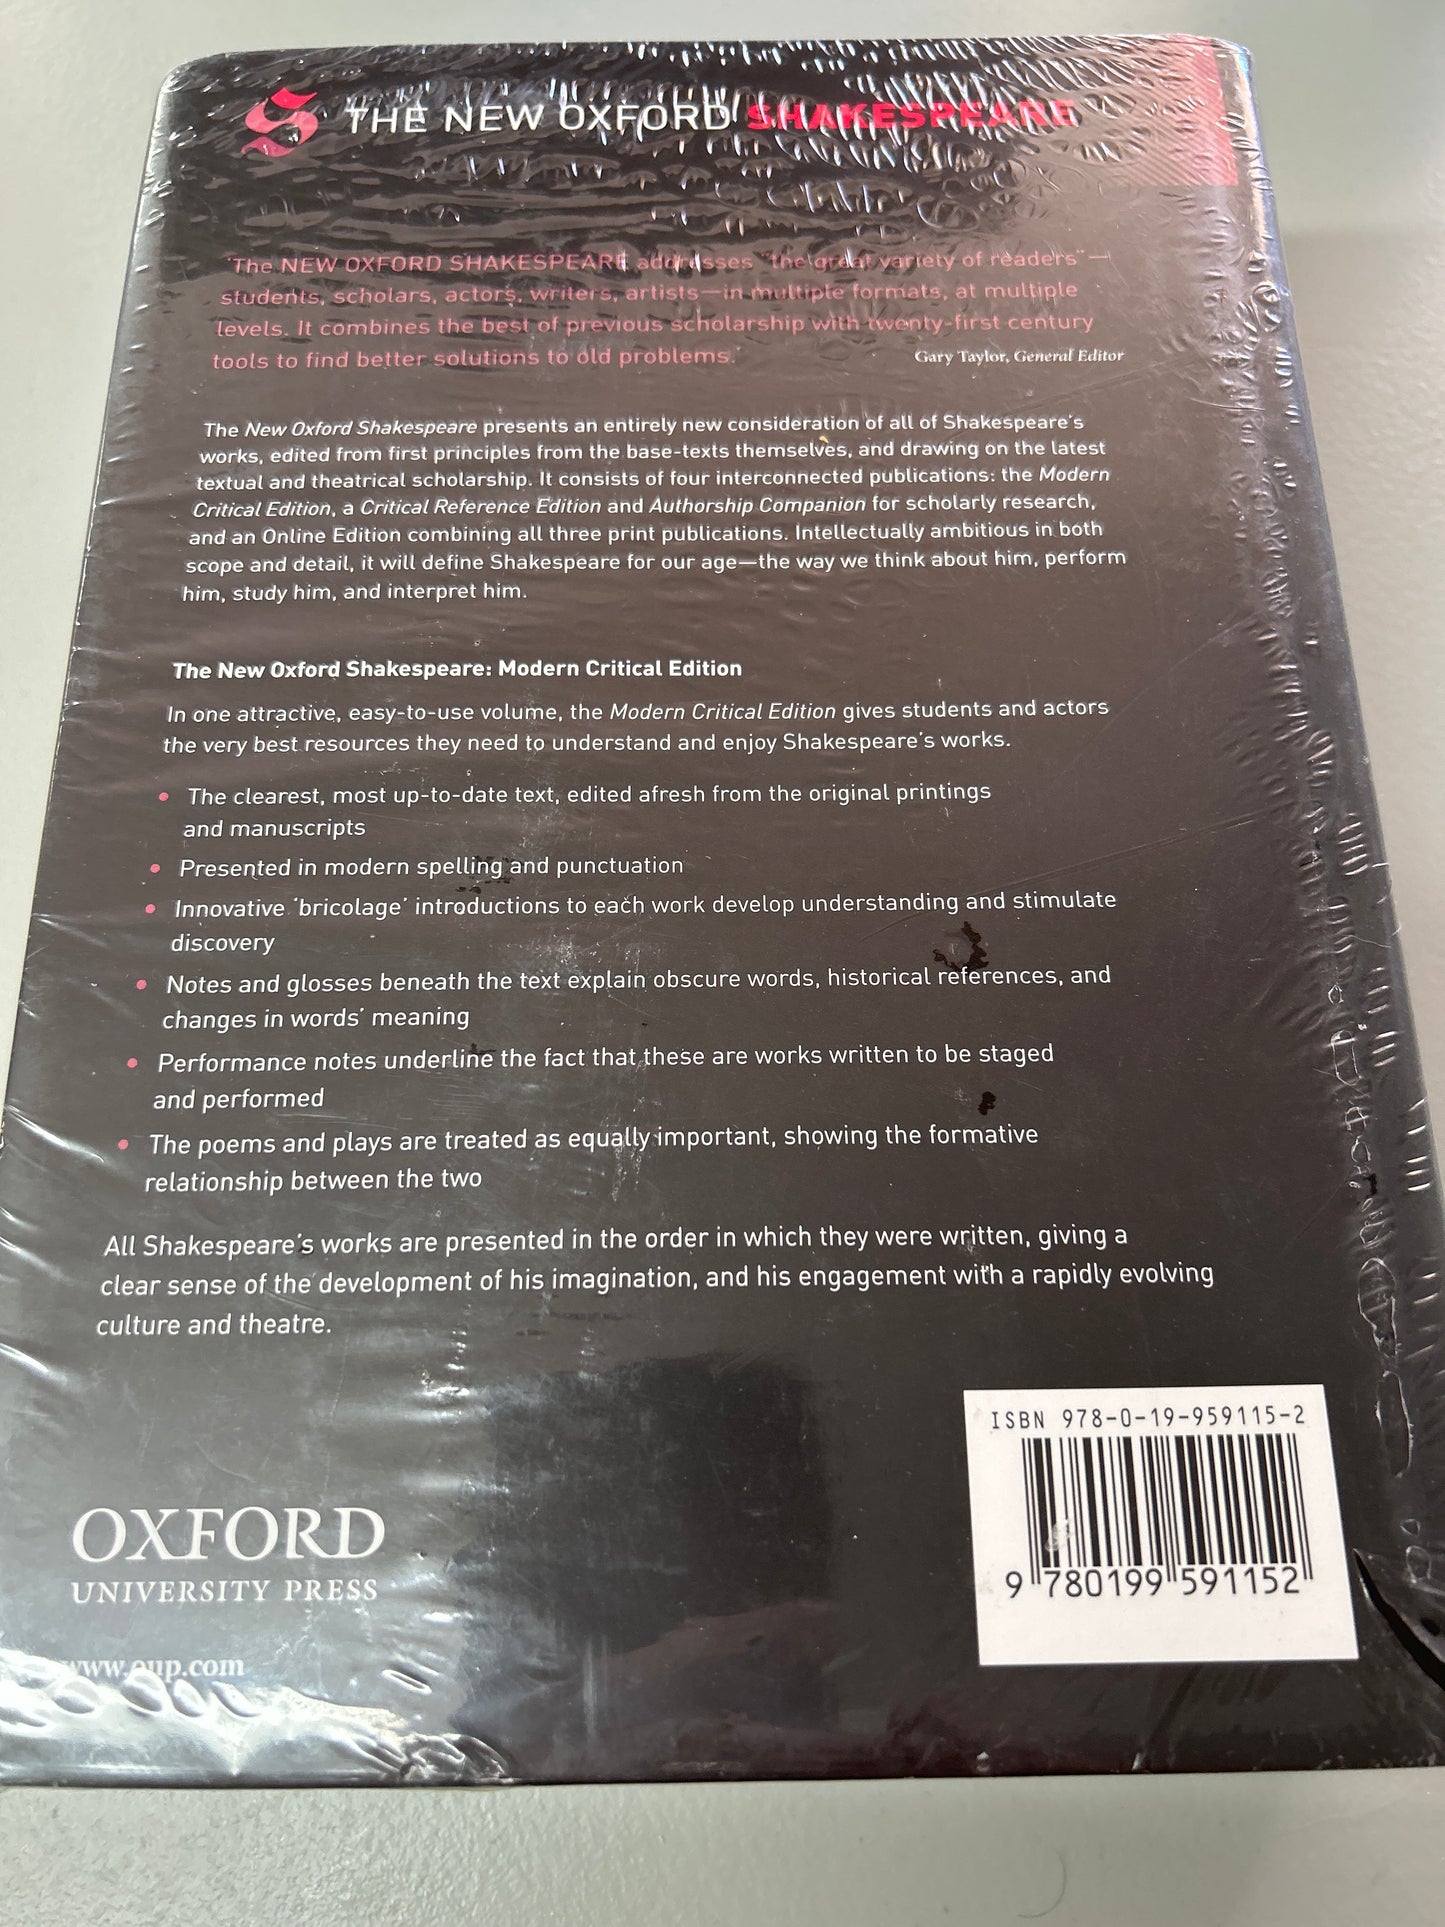 S THE NEW OXFORD SHAKESPEARE
'The NEW OXFORD SHAKESPEARE addresses "the great variety of readers"—
students, scholars, actors, writers, artists—in multiple formats, at multiple
levels. It combines the best of previous scholarship with twenty-first century
tools to find better solutions to old problems.'
Gary Taylor, General Editor
The New Oxford Shakespeare presents an entirely new consideration of all of Shakespeare's
works, edited from first principles from the base-texts themselves, and drawing on the latest
textual and theatrical scholarship. It consists of four interconnected publications: the Modern
Critical Edition, a Critical Reference Edition and Authorship Companion for scholarly research,
and an Online Edition combining all three print publications. Intellectually ambitious in both
scope and detail, it will define Shakespeare for our age—the way we think about him, perform
him, study him, and interpret him.
The New Oxford Shakespeare: Modern Critical Edition
In one attractive, easy-to-use volume, the Modern Critical Edition gives students and actors
the very best resources they need to understand and enjoy Shakespeare's works.
• The clearest, most up-to-date text, edited afresh from the original printings
and manuscripts
• Presented in modern spelling and punctuation
• Innovative 'bricolage' introductions to each work develop understanding and stimulate
discovery
• Notes and glosses beneath the text explain obscure words, historical references, and
changes in words' meaning
• Performance notes underline the fact that these are works written to be staged
and performed
• The poems and plays are treated as equally important, showing the formative
relationship between the two
All Shakespeare's works are presented in the order in which they were written, giving a
clear sense of the development of his imagination, and his engagement with a rapidly evolving
culture and theatre.
ISBN 978-0-19-959115-2
9 780199 591152
OXFORD
UNIVERSITY PRESS
www.oup.com